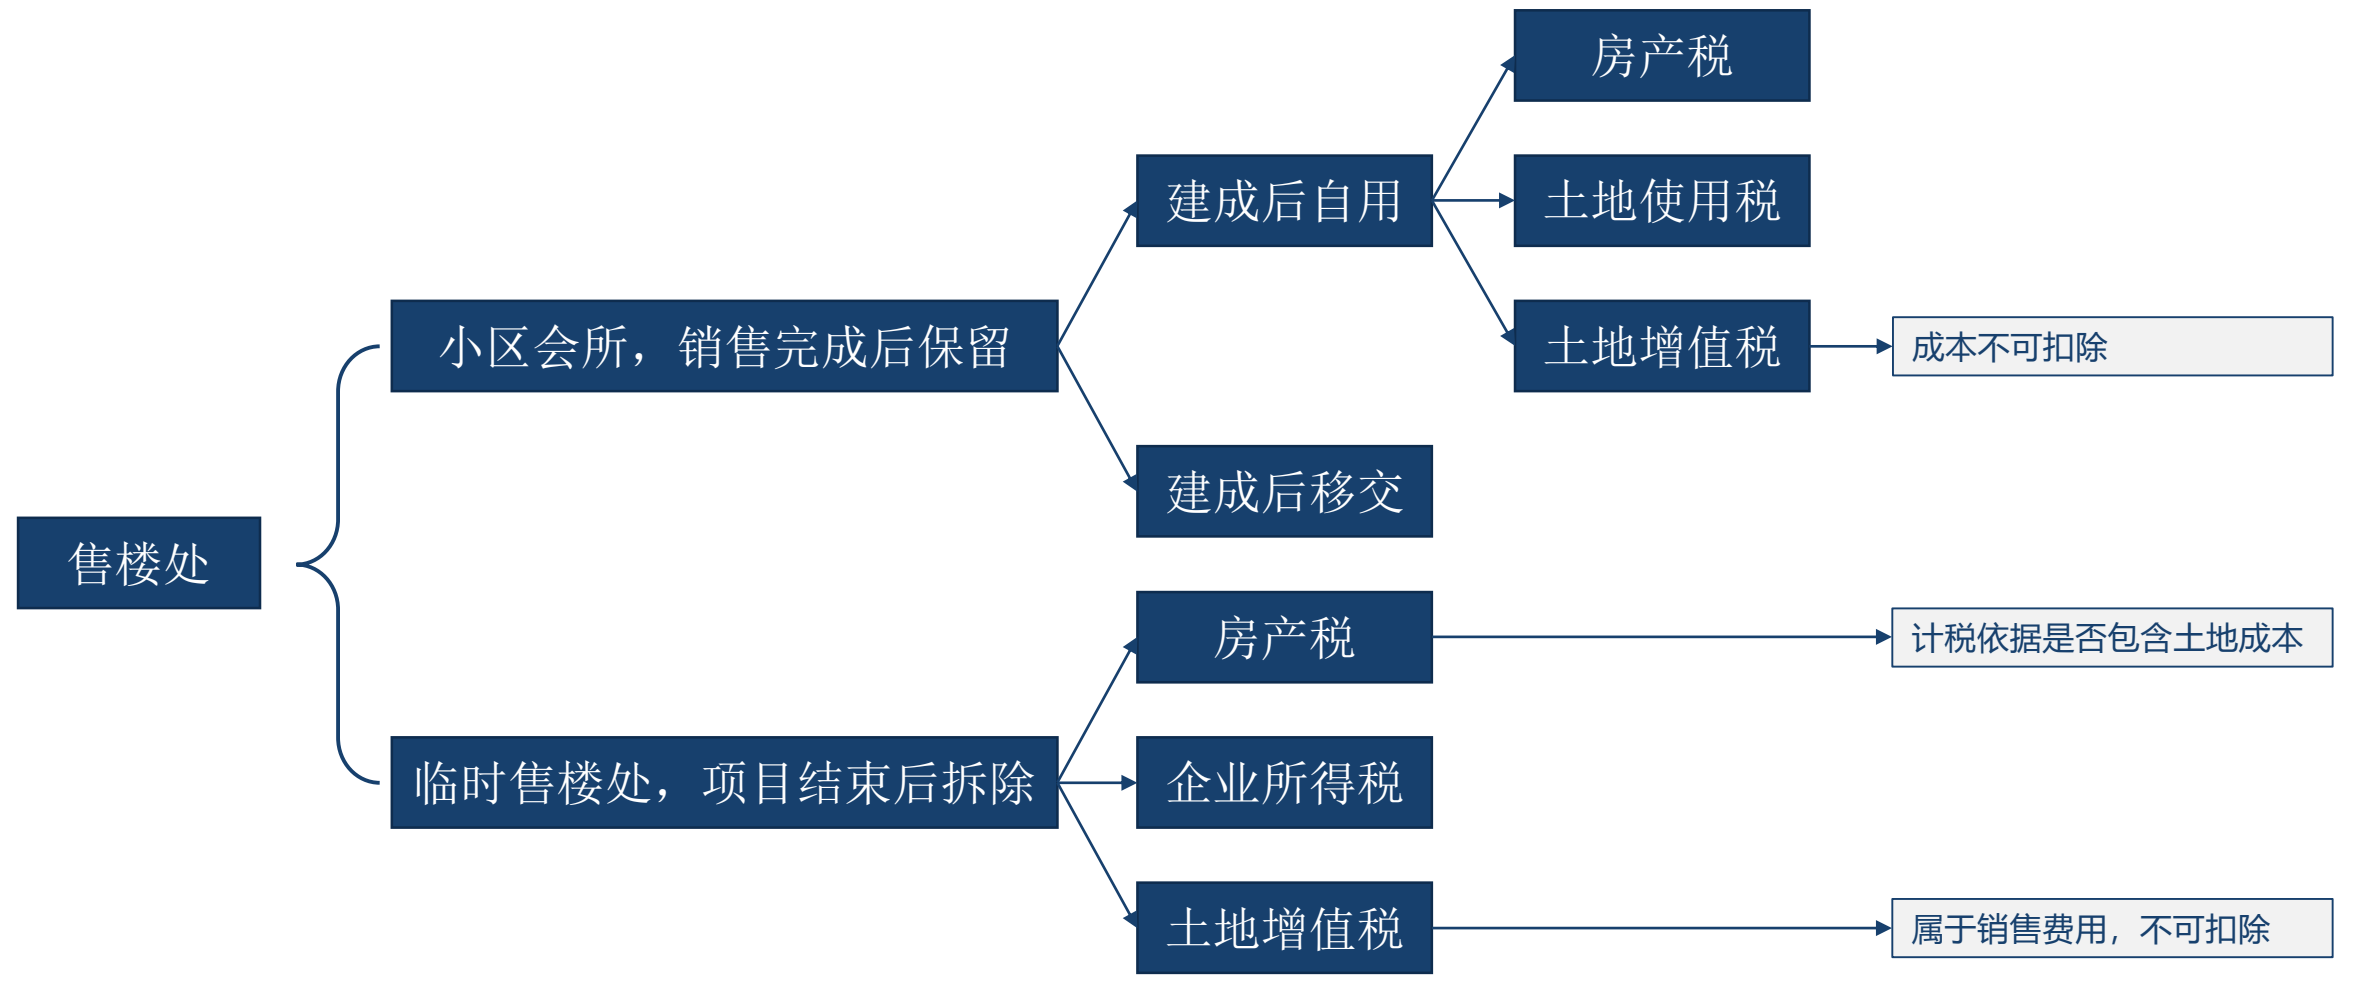 房产税
建成后自用
土地使用税
小区会所，销售完成后保留
土地增值税
成本不可扣除
建成后移交
售楼处
房产税
计税依据是否包含土地成本
临时售楼处，项目结束后拆除
企业所得税
土地增值税
属于销售费用，不可扣除